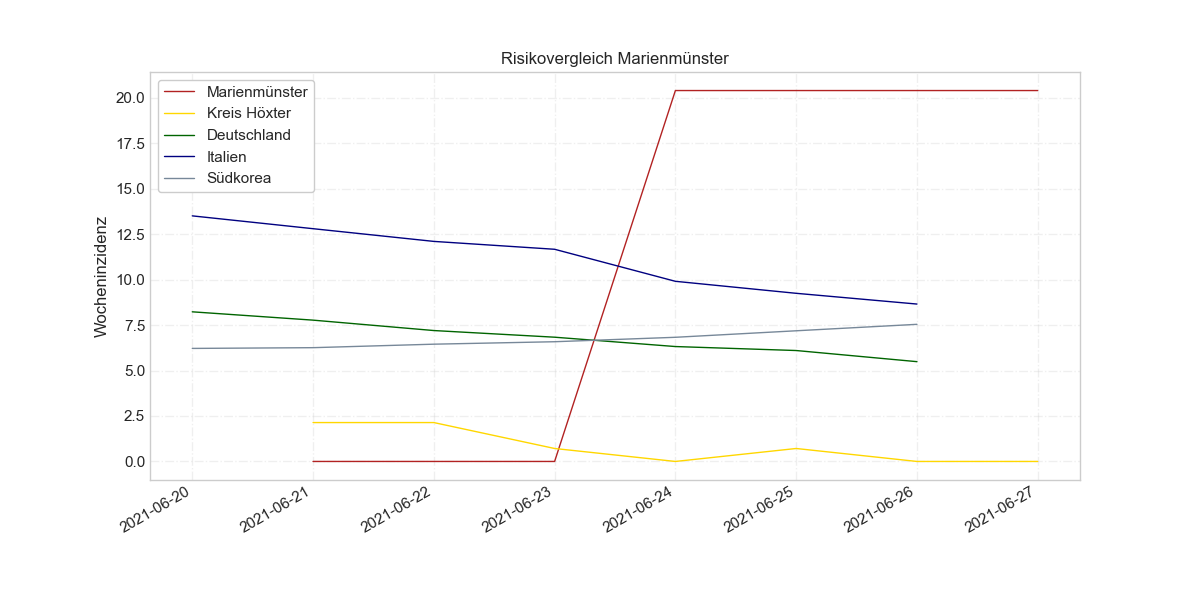 Risikovergleich Marienmünster
Marienmünster
Kreis Höxter
Deutschland
Italien
Südkorea
Wocheninzidenz
20.0
17.5
15.0
12.5
10.0
7.5
5.0
2.5
0.0
2021-06-20
2021-06-21
2021-06-22
2021-06-23
2021-06-24
2021-06-25
2021-06-26
2021-06-27